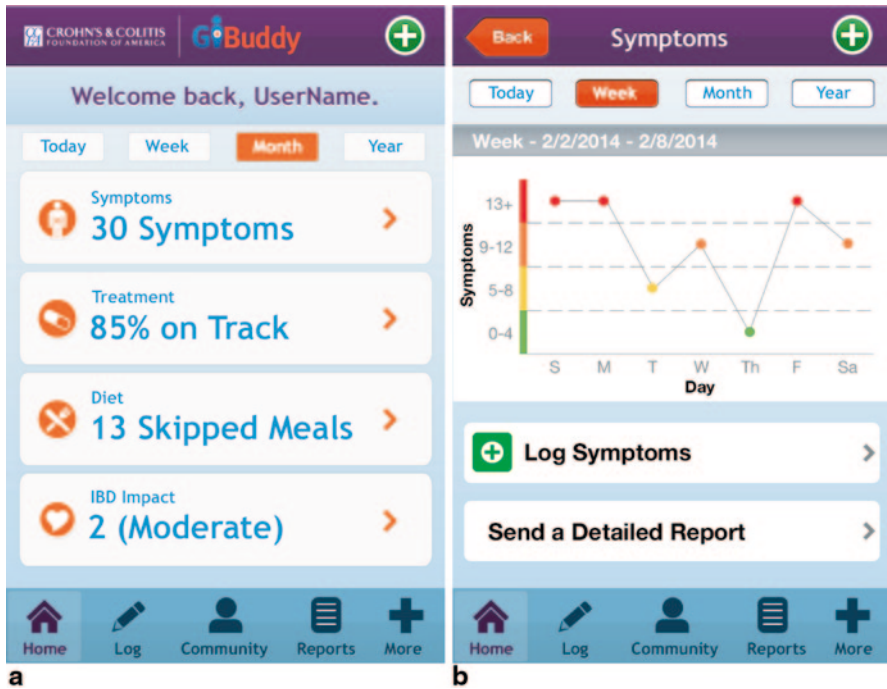 CROHN'S & COLITIS
FOUNDATION OF AMERICA
GiBuddy
Welcome back, UserName.
Today Week Month Year
Symptoms
30 Symptoms
Treatment
85% on Track
Diet
13 Skipped Meals
IBD Impact
2 (Moderate)
Home Log Community Reports More
a
Back Symptoms
Today Week Month Year
Week - 2/2/2014 - 2/8/2014
Symptoms
13+
9-12
5-8
0-4
S M T W Th F Sa
Day
Log Symptoms
Send a Detailed Report
Home Log Community Reports More
b